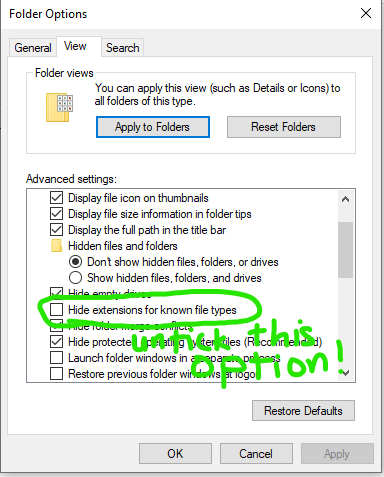 Folder Options
General View Search
Folder views
You can apply this view (such as Details or Icons) to
all folders of this type.
Apply to Folders Reset Folders
Advanced settings:
Display file icon on thumbnails
Display file size information in folder tips
Display the full path in the title bar
Hidden files and folders
Don't show hidden files, folders, or drives
Show hidden files, folders, and drives
Hide empty drives
Hide extensions for known file types
Hide folder merge conflicts
untick this
option!
Hide protected operating system files (Recommended)
Launch folder windows in a separate process
Restore previous folder windows at logon
Restore Defaults
OK Cancel Apply